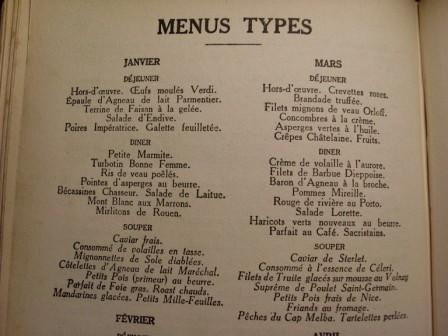 MENUS TYPES
JANVIER
DÉJEUNER
Hors-d'œuvre. Œufs moulés Verdi.
Épaule d'Agneau de lait Parmentier.
Terrine de Faisan à la gelée.
Salade d'Endive.
Poires Impératrice. Galette feuilletée.
DINER
Petite Marmite.
Turbotin Bonne Femme.
Ris de veau poêlés.
Pointes d'asperges au beurre.
Bécassines Chasseur. Salade de Laitue.
Mont Blanc aux Marrons.
Mirlitons de Rouen.
SOUPER
Caviar frais.
Consommé de volailles en tasse.
Mignonnettes de Sole diablées.
Côtelettes d'Agneau de lait Maréchal.
Petits Pois (primeur) au beurre.
Parfait de Foie gras. Roast chauds.
Mandarines glacées. Petits Mille-Feuilles.
FÉVRIER
MARS
DÉJEUNER
Hors-d'œuvre. Crevettes roses.
Brandade truffée.
Filets mignons de veau Orloff.
Concombres à la crème.
Asperges vertes à l'huile.
Crêpes Châtelaine. Fruits.
DINER
Crème de volaille à l'aurore.
Filets de Barbue Dieppoise.
Baron d'Agneau à la broche.
Pommes Mireille.
Rouge de rivière au Porto.
Salade Lorette.
Haricots verts nouveaux au beurre.
Parfait au Café. Sacristains.
SOUPER
Caviar de Sterlet.
Consommé à l'essence de Céleri.
Filets de Truite glacés sur mousse au Volnay
Suprême de Poulet Saint-Germain.
Petits Pois frais de Nice.
Friands au fromage.
Pêches du Cap Melba. Tartelettes perlées.